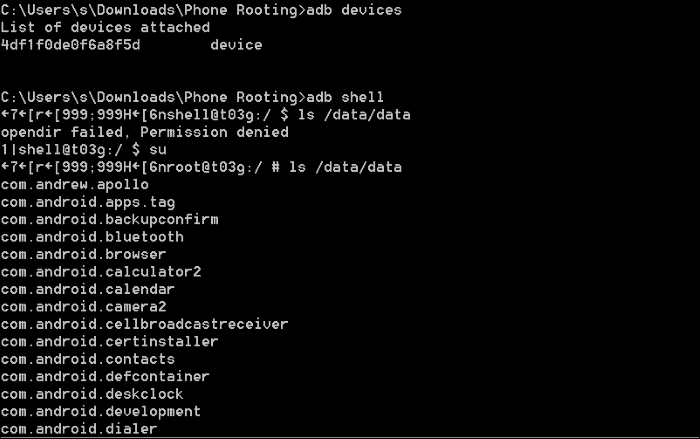 C:\Users\s\Downloads\Phone Rooting>adb devices
List of devices attached
4df1f0de0f6a8f5d        device
C:\Users\s\Downloads\Phone Rooting>adb shell
←7←[r←[999;999H←[6nshell@t03g:/ $ ls /data/data
opendir failed, Permission denied
1|shell@t03g:/ $ su
←7←[r←[999;999H←[6nroot@t03g:/ # ls /data/data
com.andrew.apollo
com.android.apps.tag
com.android.backupconfirm
com.android.bluetooth
com.android.browser
com.android.calculator2
com.android.calendar
com.android.camera2
com.android.cellbroadcastreceiver
com.android.certinstaller
com.android.contacts
com.android.defcontainer
com.android.deskclock
com.android.development
com.android.dialer